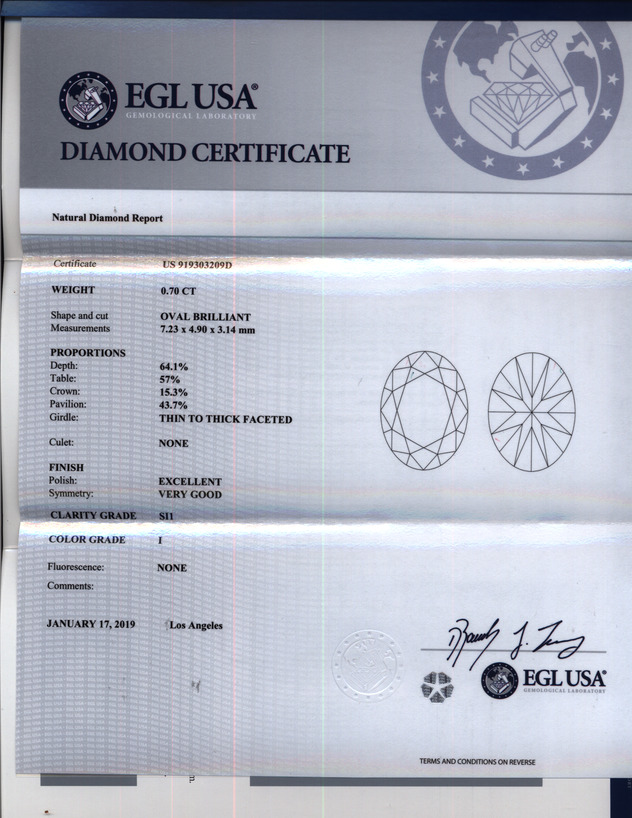 EGL USA®
GEMOLOGICAL LABORATORY
DIAMOND CERTIFICATE
Natural Diamond Report
Certificate US 919303209D
WEIGHT 0.70 CT
Shape and cut OVAL BRILLIANT
Measurements 7.23 x 4.90 x 3.14 mm
PROPORTIONS
Depth: 64.1%
Table: 57%
Crown: 15.3%
Pavilion: 43.7%
Girdle: THIN TO THICK FACETED
Culet: NONE
FINISH
Polish: EXCELLENT
Symmetry: VERY GOOD
CLARITY GRADE SI1
COLOR GRADE I
Fluorescence: NONE
Comments:
JANUARY 17, 2019 Los Angeles
EGL USA®
GEMOLOGICAL LABORATORY
TERMS AND CONDITIONS ON REVERSE